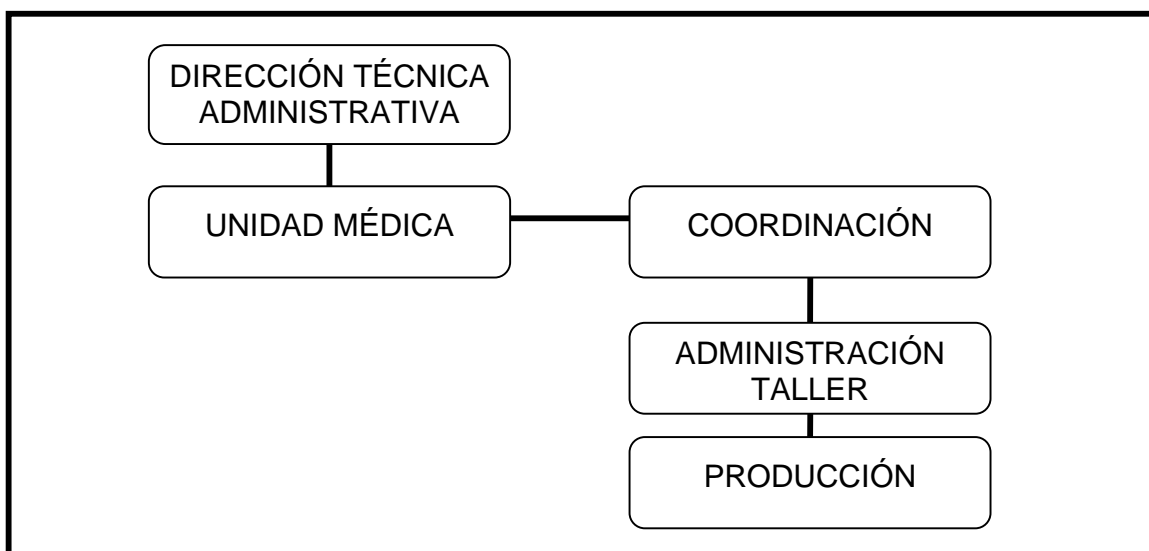 DIRECCIÓN TÉCNICA
ADMINISTRATIVA
UNIDAD MÉDICA
COORDINACIÓN
ADMINISTRACIÓN
TALLER
PRODUCCIÓN